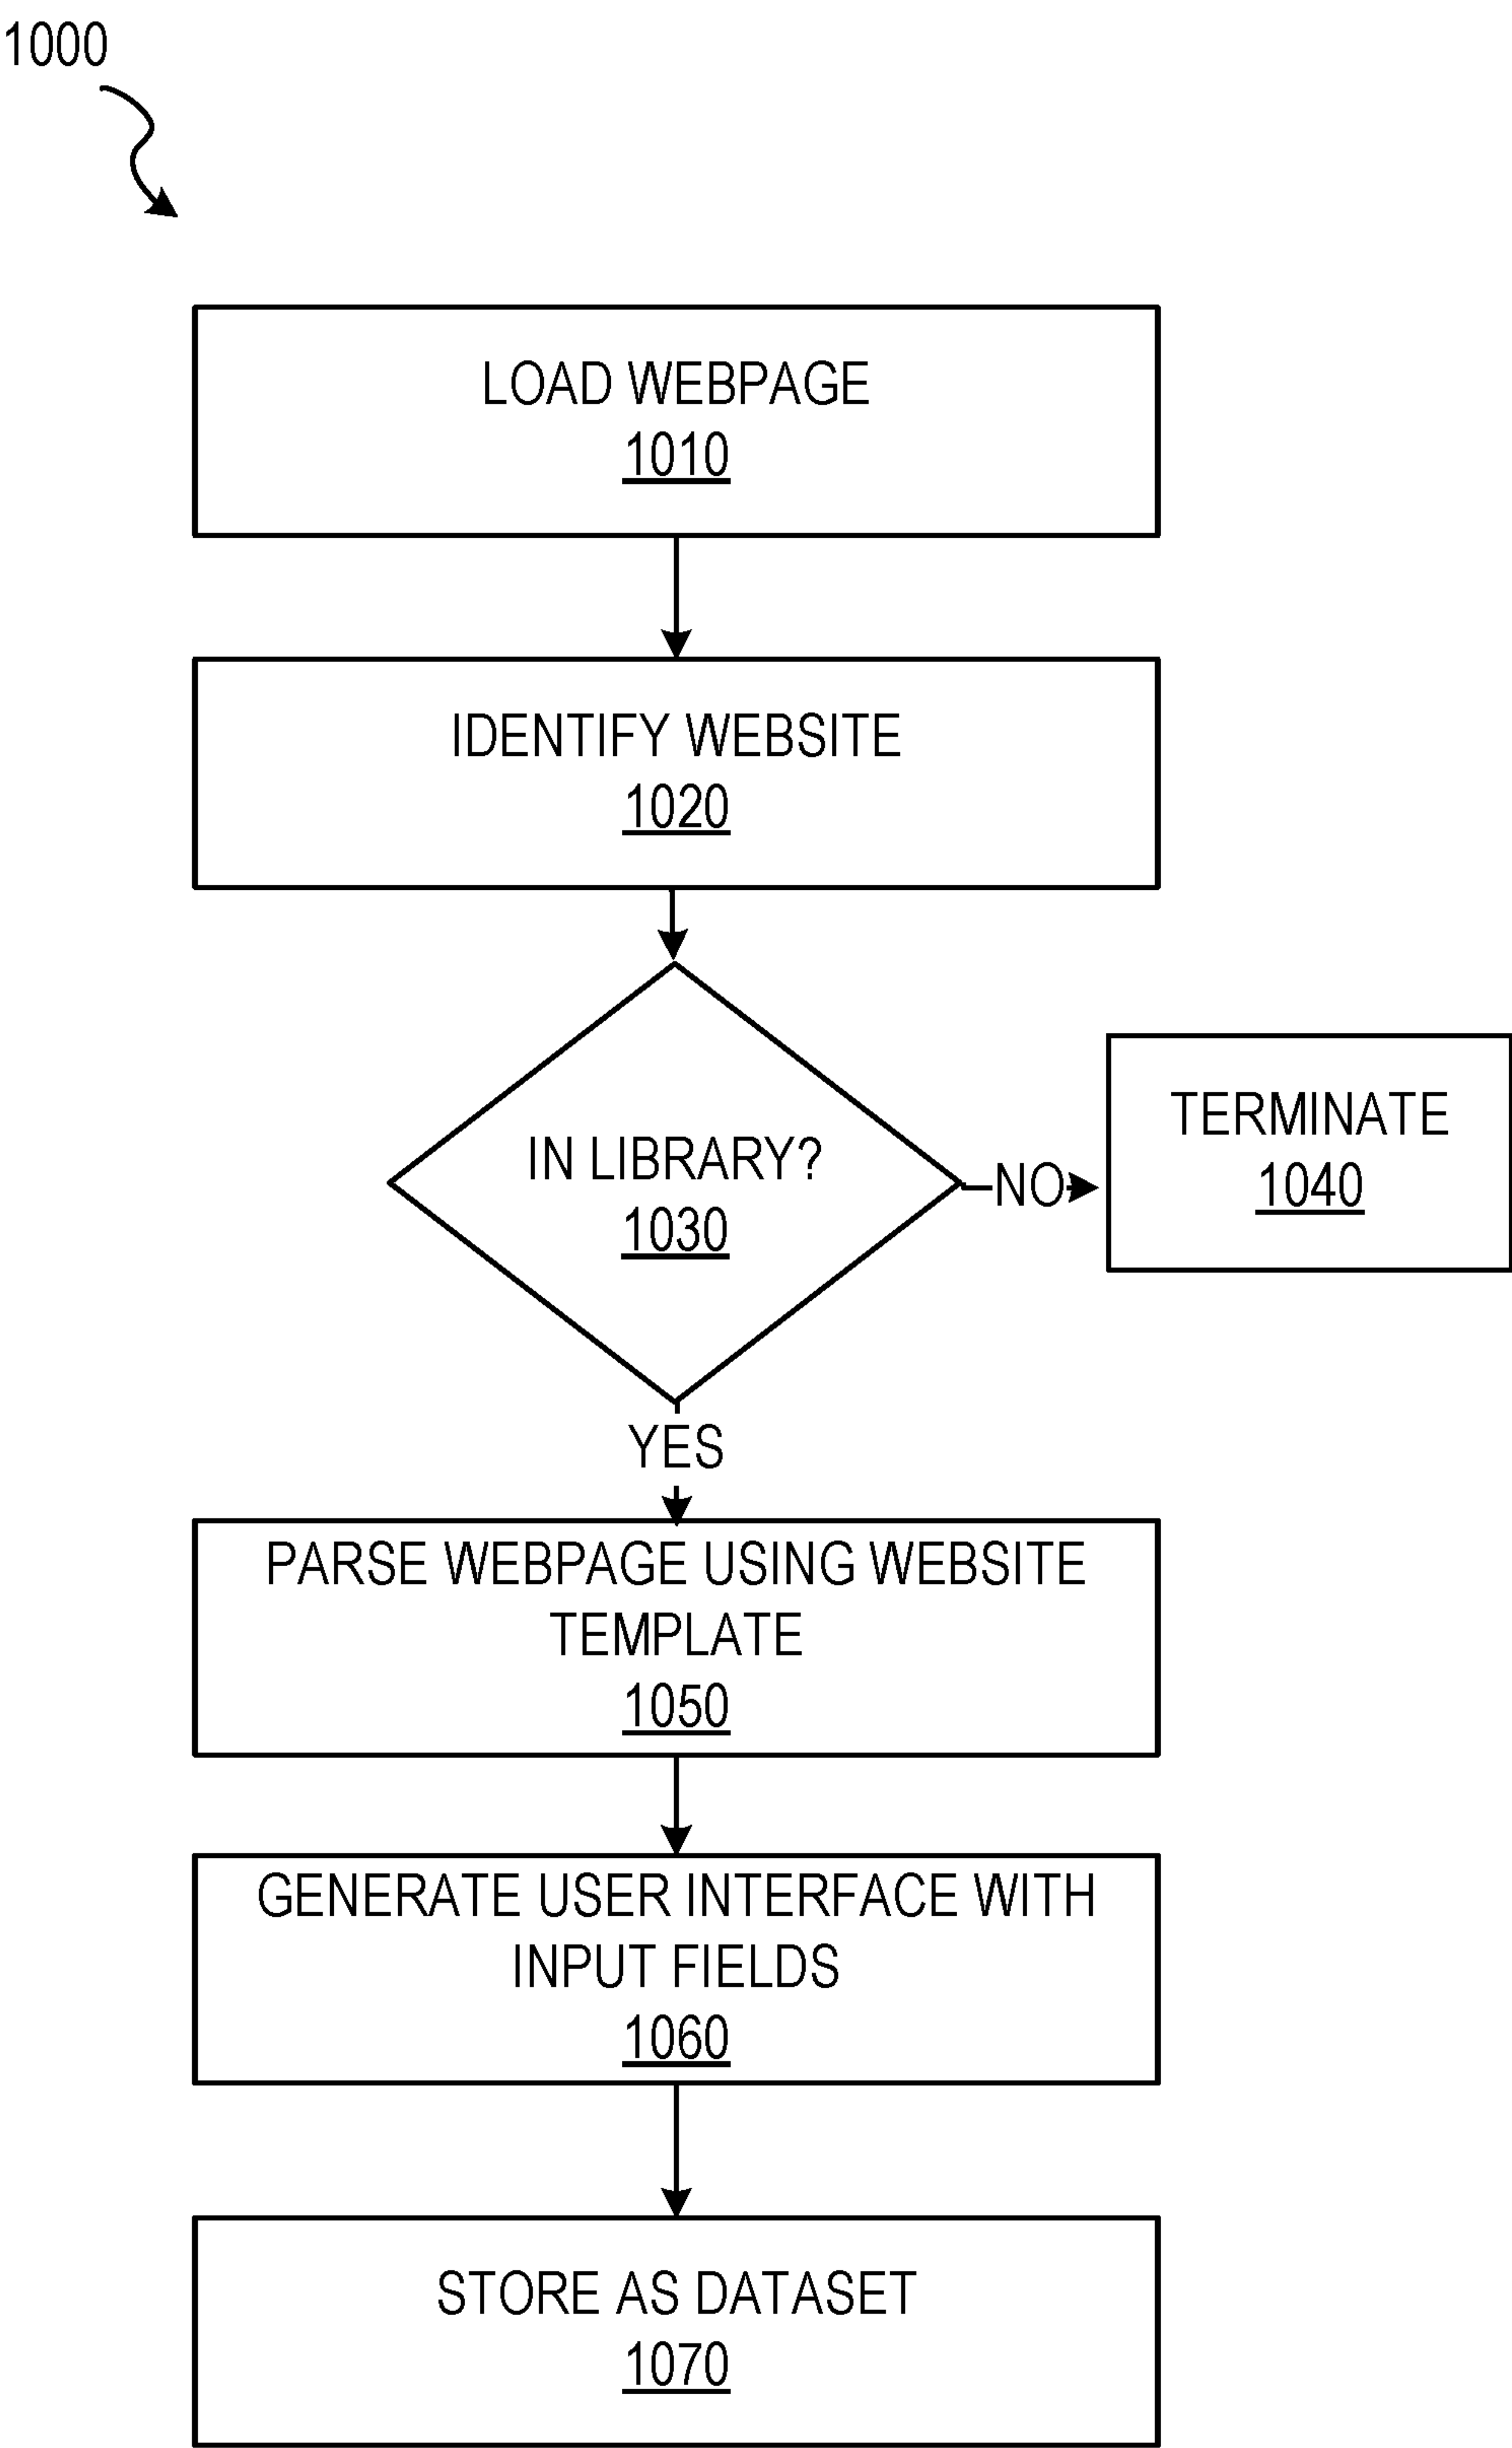 1000
LOAD WEBPAGE
1010
IDENTIFY WEBSITE
1020
IN LIBRARY?
1030
NO
TERMINATE
1040
YES
PARSE WEBPAGE USING WEBSITE
TEMPLATE
1050
GENERATE USER INTERFACE WITH
INPUT FIELDS
1060
STORE AS DATASET
1070